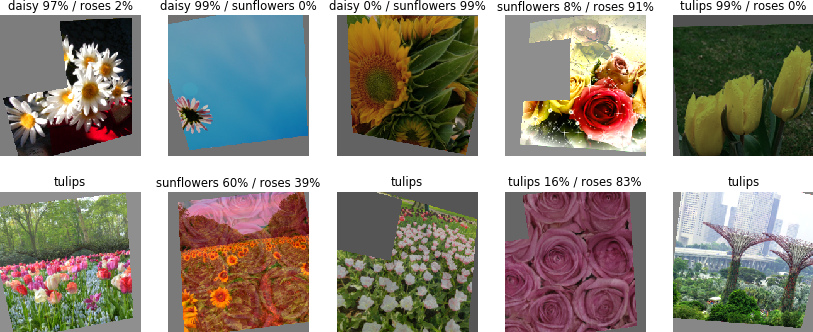 daisy 97% / roses 2%
daisy 99% / sunflowers 0%
daisy 0% / sunflowers 99%
sunflowers 8% / roses 91%
tulips 99% / roses 0%
tulips
sunflowers 60% / roses 39%
tulips
tulips 16% / roses 83%
tulips